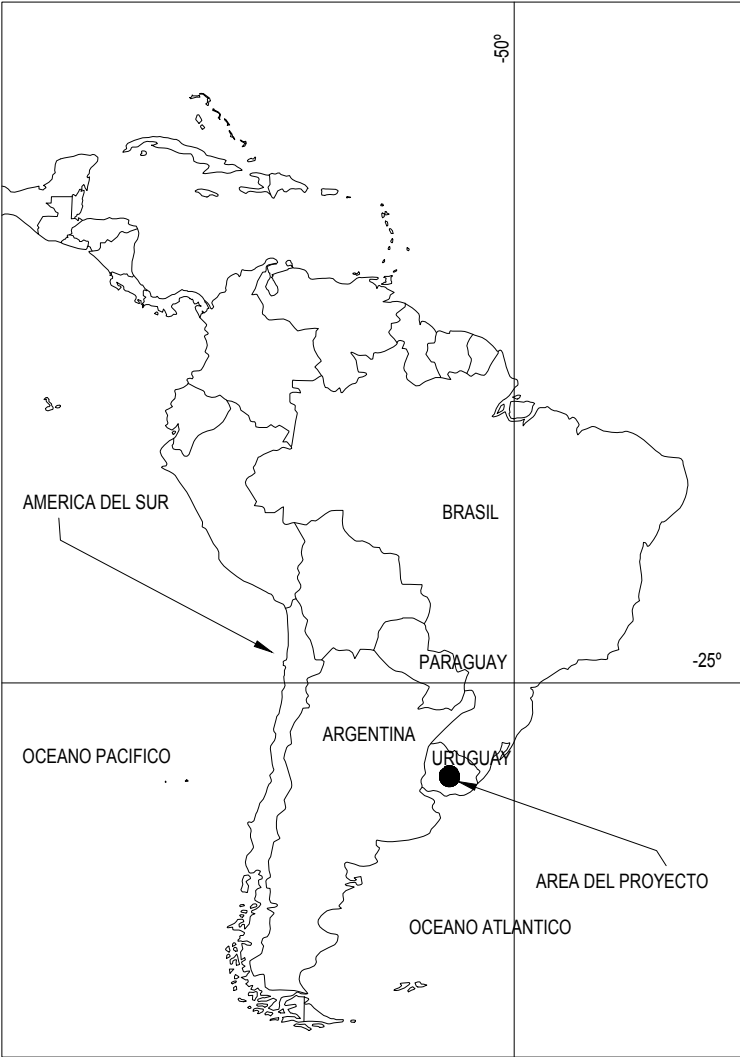 -50º
AMERICA DEL SUR
BRASIL
PARAGUAY
-25º
ARGENTINA
OCEANO PACIFICO
URUGUAY
AREA DEL PROYECTO
OCEANO ATLANTICO